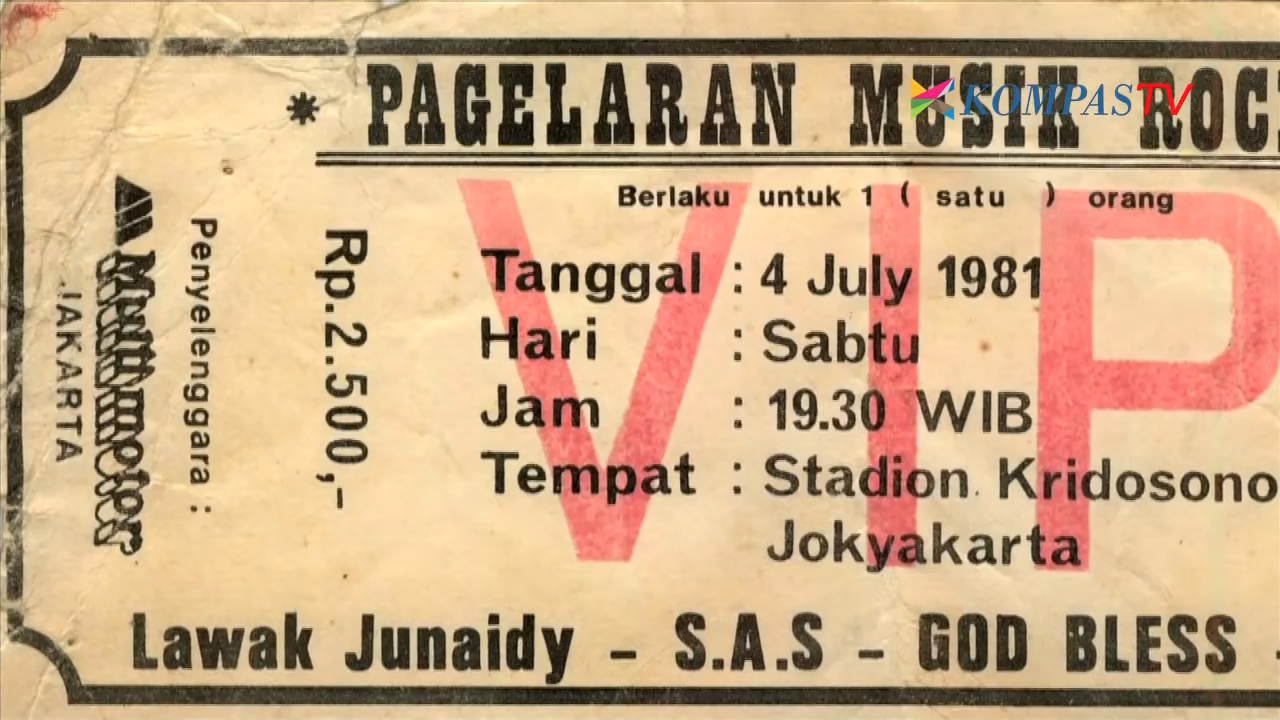 PAGELARAN MUSIK ROC
KOMPASTV
VIP
Berlaku untuk 1 ( satu ) orang
Tanggal : 4 July 1981
Hari : Sabtu
Jam : 19.30 WIB
Tempat : Stadion Kridosono
Jokyakarta
Rp.2.500,-
Penyelenggara :
JAKARTA
Lawak Junaidy – S.A.S – GOD BLESS –